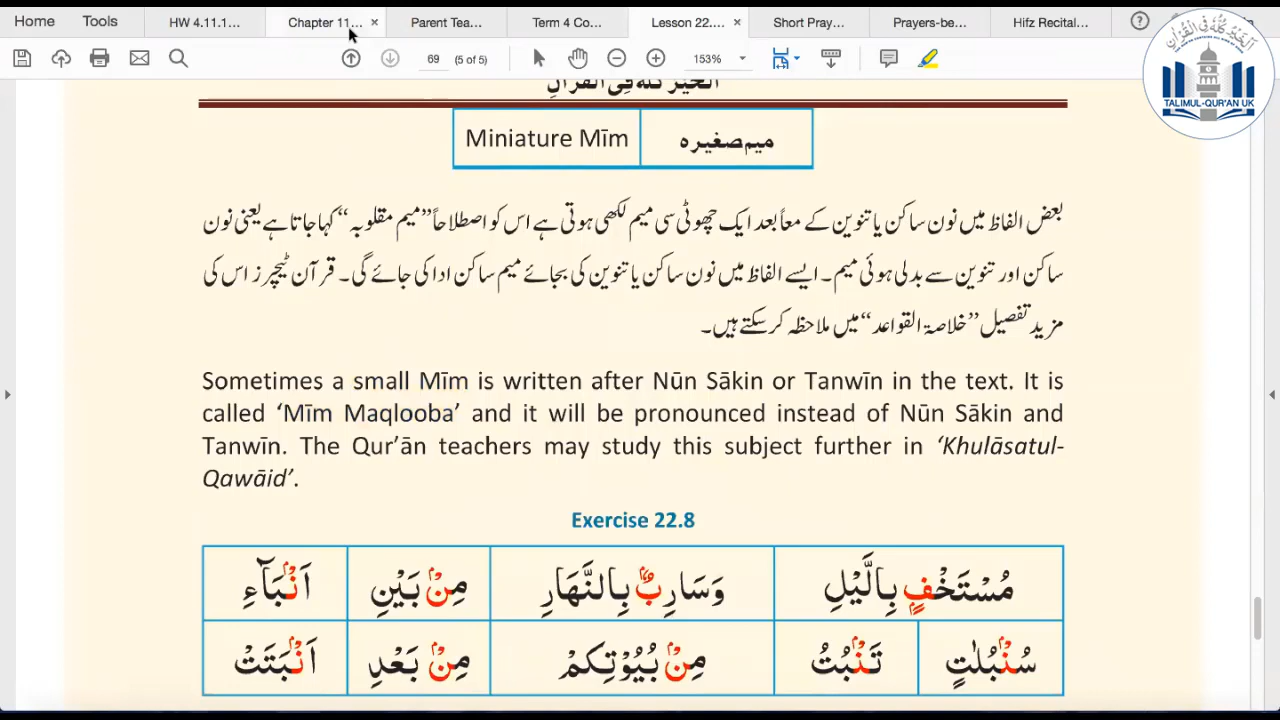 Home Tools HW 4.11.1... Chapter 11... × Parent Tea... Term 4 Co... Lesson 22.... × Short Pray... Prayers-be... Hifz Recital...
69 (5 of 5) 153%
TALIMUL-QUR'AN UK
Miniature Mīm
میم صغیرہ
بعض الفاظ میں نون ساکن یا تنوین کے معاً بعد ایک چھوٹی سی میم لکھی ہوتی ہے اس کو اصطلاحاً ”میم مقلوبہ“ کہا جاتا ہے یعنی نون
ساکن اور تنوین سے بدلی ہوئی میم۔ ایسے الفاظ میں نون ساکن یا تنوین کی بجائے میم ساکن ادا کی جائے گی۔ قرآن ٹیچرز اس کی
مزید تفصیل ”خلاصۃ القواعد“ میں ملاحظہ کر سکتے ہیں۔
Sometimes a small Mīm is written after Nūn Sākin or Tanwīn in the text. It is
called ‘Mīm Maqlooba’ and it will be pronounced instead of Nūn Sākin and
Tanwīn. The Qur’ān teachers may study this subject further in ‘Khulāsatul-
Qawāid’.
Exercise 22.8
مُسْتَخْفٍۭ بِالَّيْلِ وَسَارِبٌۢ بِالنَّهَارِ مِنْۢ بَيْنِ اَنْۢبَآءِ
سُنْۢبُلٰتٍ تَنْۢبُتُ مِنْۢ بُيُوْتِكُمْ مِنْۢ بَعْدِ اَنْۢبَتَتْ